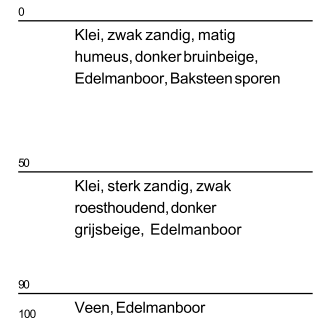 0
Klei, zwak zandig, matig
humeus, donker bruinbeige,
Edelmanboor, Baksteen sporen
50
Klei, sterk zandig, zwak
roesthoudend, donker
grijsbeige, Edelmanboor
90
Veen, Edelmanboor
100